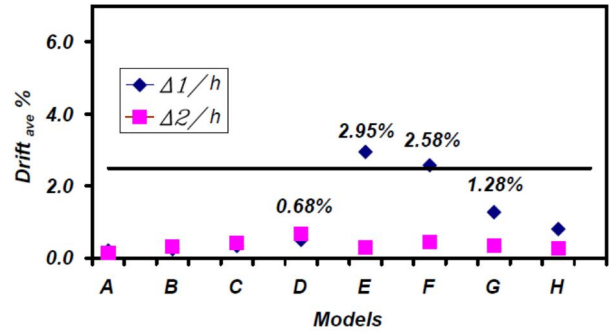 6.0
4.0
2.0
0.0
Drift ave %
Δ1/h
Δ2/h
2.95%
2.58%
1.28%
0.68%
A B C D E F G H
Models